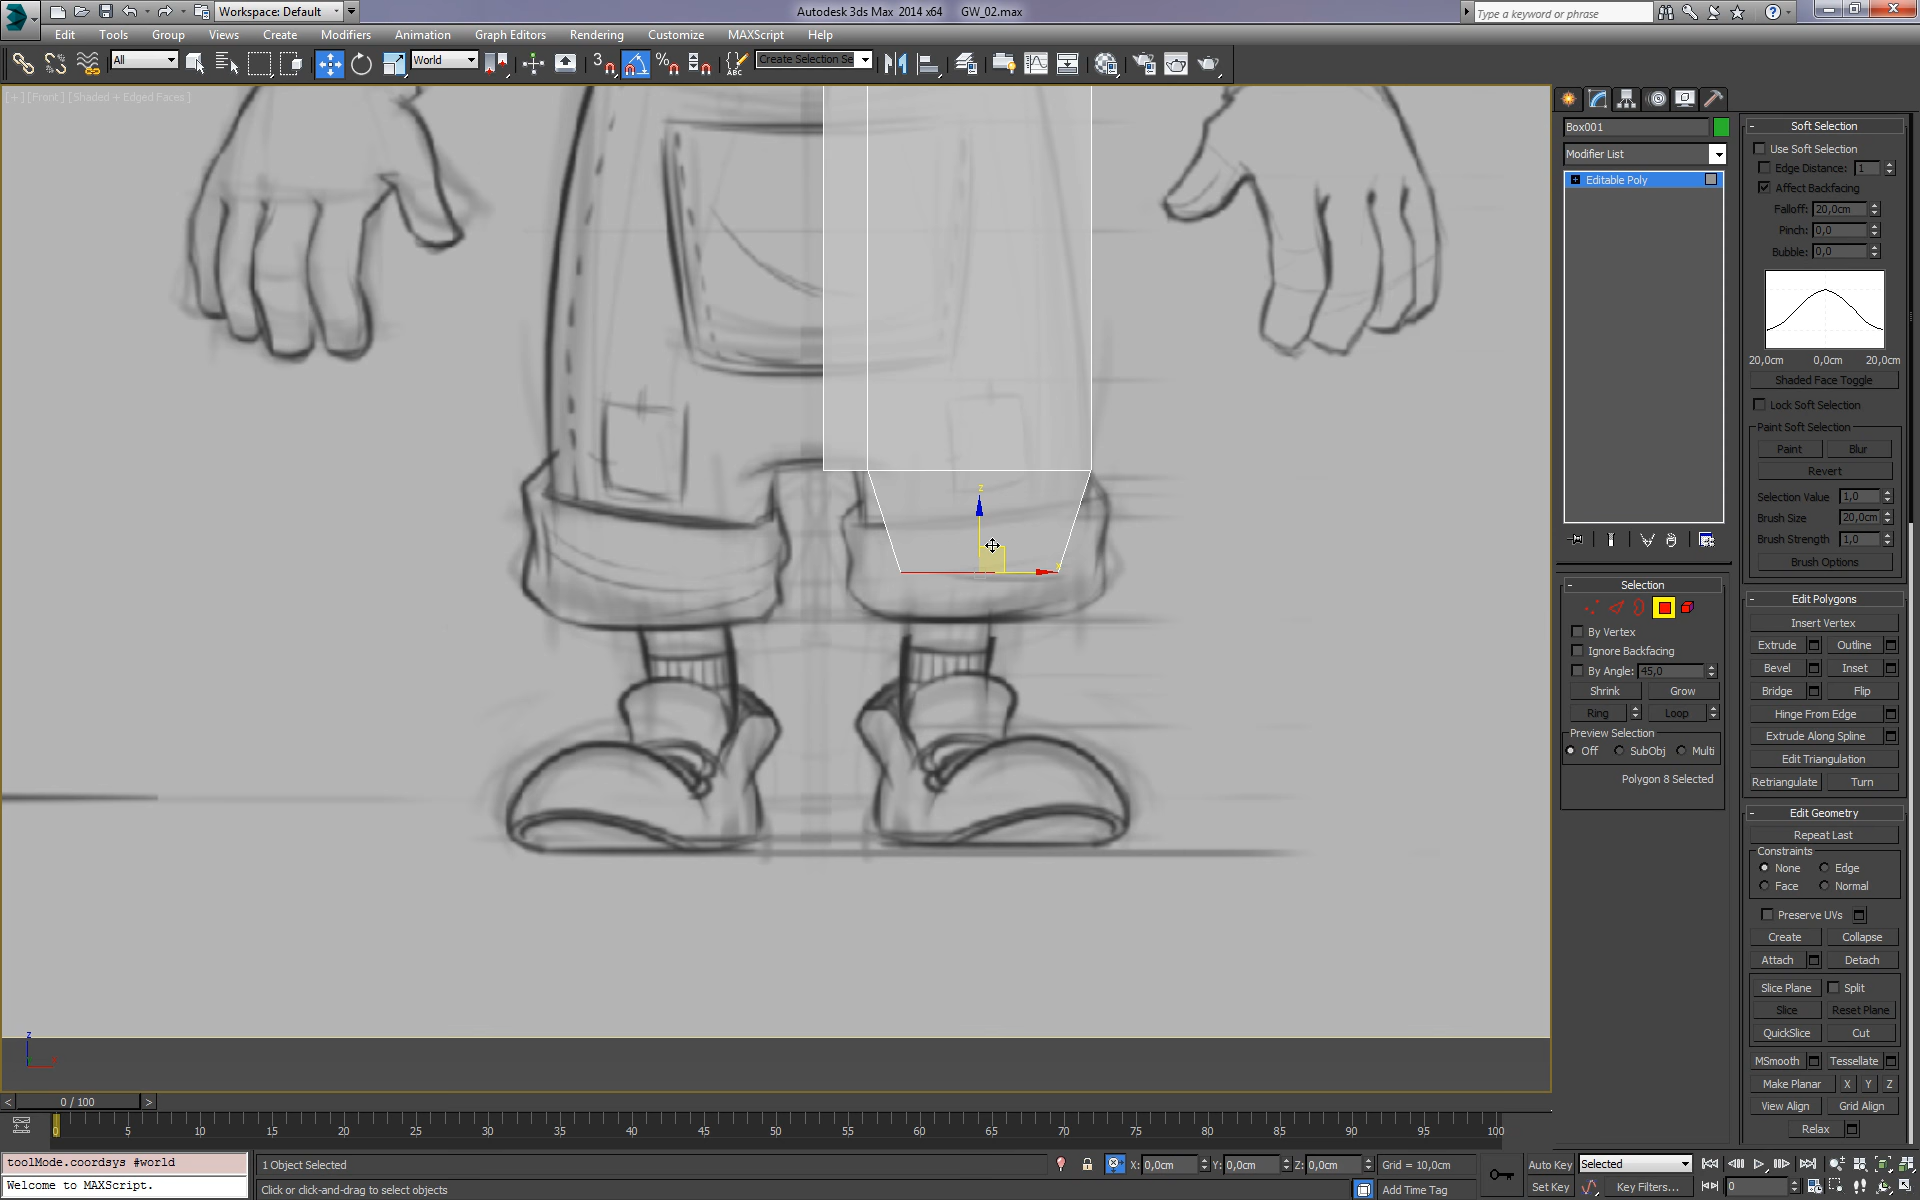 Workspace: Default
Autodesk 3ds Max 2014 x64 GW_02.max
Type a keyword or phrase
Edit Tools Group Views Create Modifiers Animation Graph Editors Rendering Customize MAXScript Help
All
World
3
%
ABC
Create Selection Se
[+] [Front] [Shaded + Edged Faces]
Box001
Modifier List
Editable Poly
Soft Selection
Use Soft Selection
Edge Distance: 1
Affect Backfacing
Falloff: 20,0cm
Pinch: 0,0
Bubble: 0,0
20,0cm 0,0cm 20,0cm
Shaded Face Toggle
Lock Soft Selection
Paint Soft Selection
Paint Blur
Revert
Selection Value 1,0
Brush Size 20,0cm
Brush Strength 1,0
Brush Options
Selection
By Vertex
Ignore Backfacing
By Angle: 45,0
Shrink Grow
Ring Loop
Preview Selection
Off SubObj Multi
Polygon 8 Selected
Edit Polygons
Insert Vertex
Extrude Outline
Bevel Inset
Bridge Flip
Hinge From Edge
Extrude Along Spline
Edit Triangulation
Retriangulate Turn
Edit Geometry
Repeat Last
Constraints
None Edge
Face Normal
Preserve UVs
Create Collapse
Attach Detach
Slice Plane Split
Slice Reset Plane
QuickSlice Cut
MSmooth Tessellate
Make Planar X Y Z
View Align Grid Align
Relax
z
x
z
< 0 / 100 >
0 5 10 15 20 25 30 35 40 45 50 55 60 65 70 75 80 85 90 95 100
toolMode.coordsys #world
Welcome to MAXScript.
1 Object Selected
Click or click-and-drag to select objects
X: 0,0cm Y: 0,0cm Z: 0,0cm
Grid = 10,0cm
Add Time Tag
Auto Key Selected
Set Key Key Filters...
0